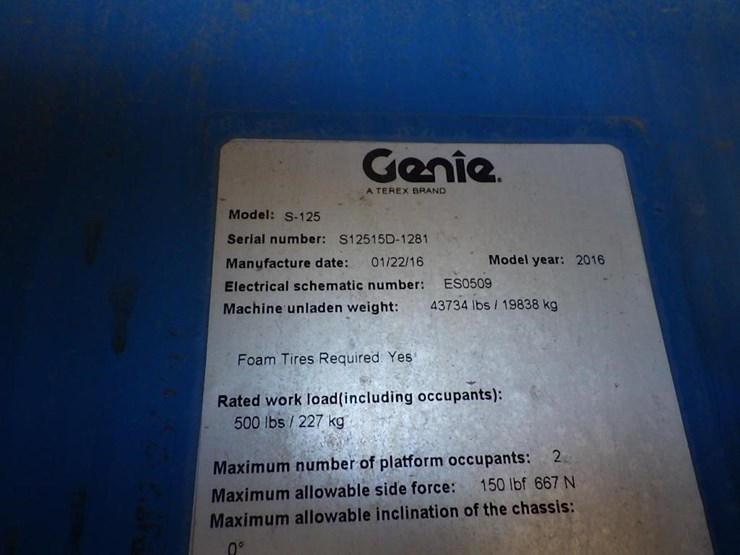 Genie.
A TEREX BRAND
Model: S-125
Serial number: S12515D-1281
Manufacture date: 01/22/16 Model year: 2016
Electrical schematic number: ES0509
Machine unladen weight: 43734 lbs / 19838 kg
Foam Tires Required Yes
Rated work load(including occupants):
500 lbs / 227 kg
Maximum number of platform occupants: 2
Maximum allowable side force: 150 lbf 667 N
Maximum allowable inclination of the chassis:
0°